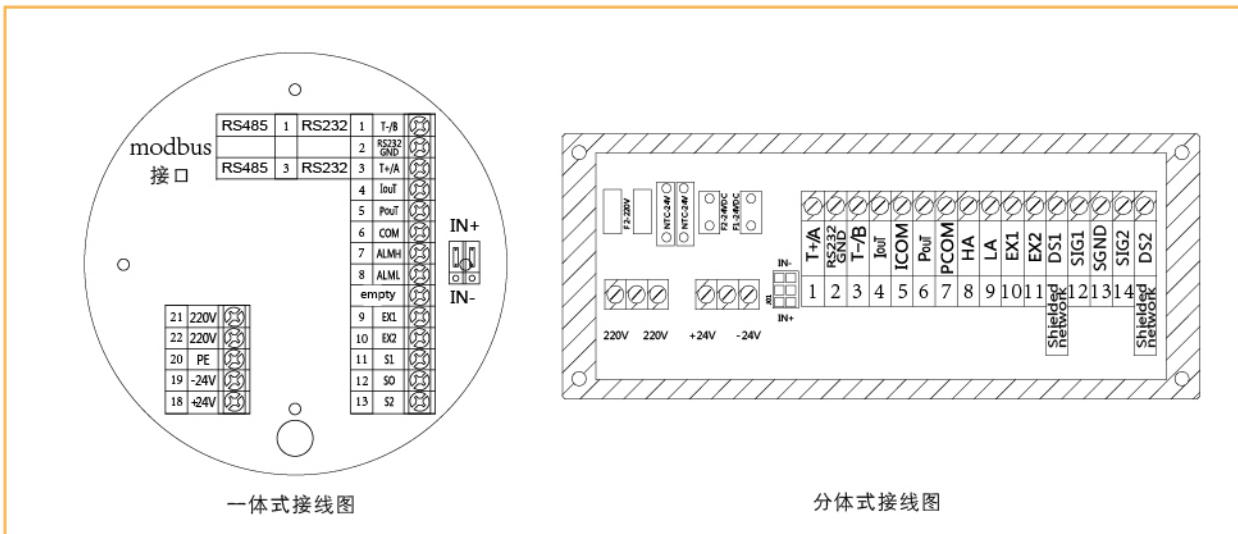 modbus
接口
RS485 1 RS232 1 T-/B
2 RS232 GND
RS485 3 RS232 3 T+/A
4 IouT
5 PouT
6 COM
7 ALMH
8 ALML
empty
9 EX1
10 EX2
11 S1
12 SO
13 S2
IN+
IN-
21 220V
22 220V
20 PE
19 -24V
18 +24V
一体式接线图
F2-220V
NTC-24V
NTC-24V
F2-24VDC
F1-24VDC
220V 220V +24V -24V
IN-
IN+
T+/A
RS232 GND
T-/B
IouT
ICOM
PouT
PCOM
HA
LA
EX1
EX2
DS1
SIG1
SGND
SIG2
DS2
1 2 3 4 5 6 7 8 9 10 11 12 13 14
Shielded network
Shielded network
分体式接线图